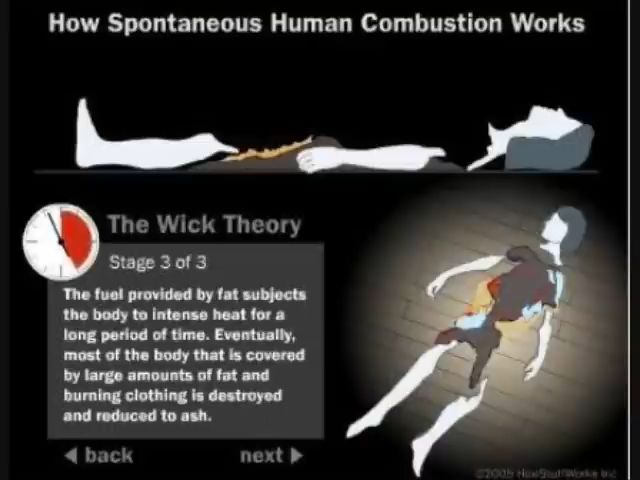 How Spontaneous Human Combustion Works
The Wick Theory
Stage 3 of 3
The fuel provided by fat subjects
the body to intense heat for a
long period of time. Eventually,
most of the body that is covered
by large amounts of fat and
burning clothing is destroyed
and reduced to ash.
back next
©2005 HowStuffWorks Inc